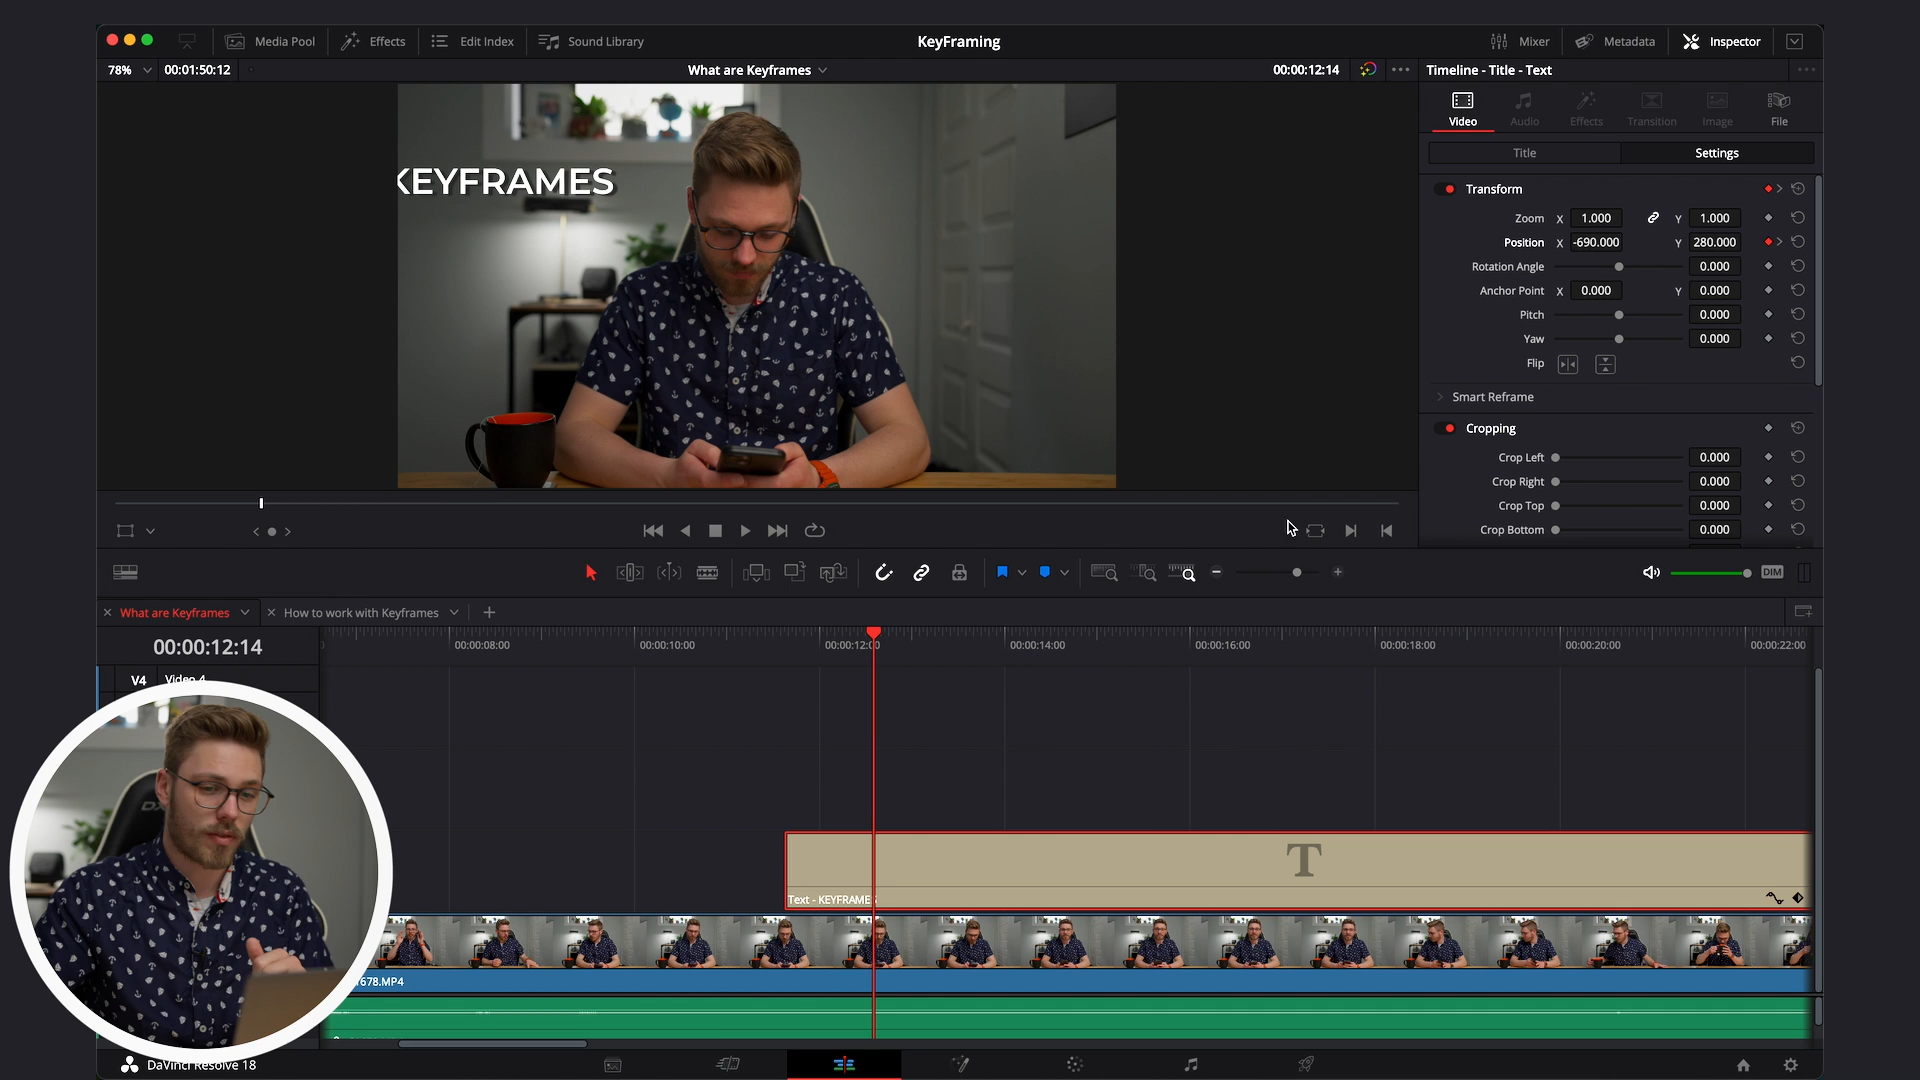 Media Pool Effects Edit Index Sound Library KeyFraming Mixer Metadata Inspector
78% 00:01:50:12 What are Keyframes 00:00:12:14 Timeline - Title - Text
Video Audio Effects Transition Image File
Title Settings
KEYFRAMES
Transform
Zoom X 1.000 Y 1.000
Position X -690.000 Y 280.000
Rotation Angle 0.000
Anchor Point X 0.000 Y 0.000
Pitch 0.000
Yaw 0.000
Flip
Smart Reframe
Cropping
Crop Left 0.000
Crop Right 0.000
Crop Top 0.000
Crop Bottom 0.000
DIM
What are Keyframes How to work with Keyframes
00:00:12:14 00:00:08:00 00:00:10:00 00:00:12:00 00:00:14:00 00:00:16:00 00:00:18:00 00:00:20:00 00:00:22:00
V4 Video 4
T
Text - KEYFRAME
678.MP4
DaVinci Resolve 18